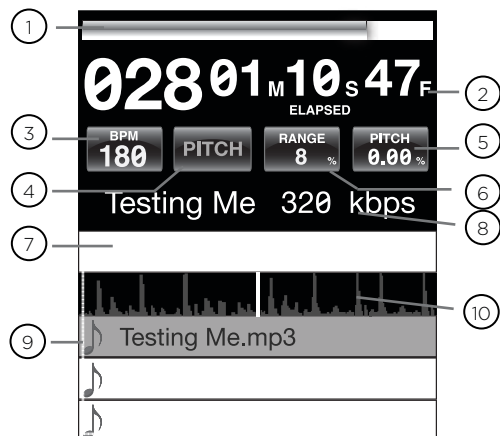 1
028 01 M 10 S 47 F
ELAPSED
2
3
BPM
180
PITCH
RANGE
8 %
PITCH
0.00 %
5
4
6
Testing Me 320 kbps
8
7
10
9
Testing Me.mp3